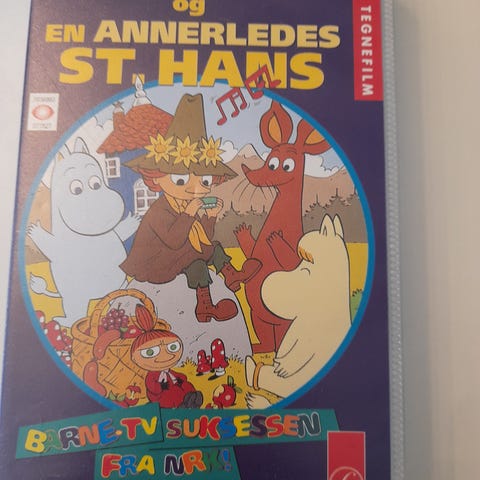 og
EN ANNERLEDES
ST. HANS
TEGNEFILM
BARNE-TV SUKSESSEN
FRA NRK!